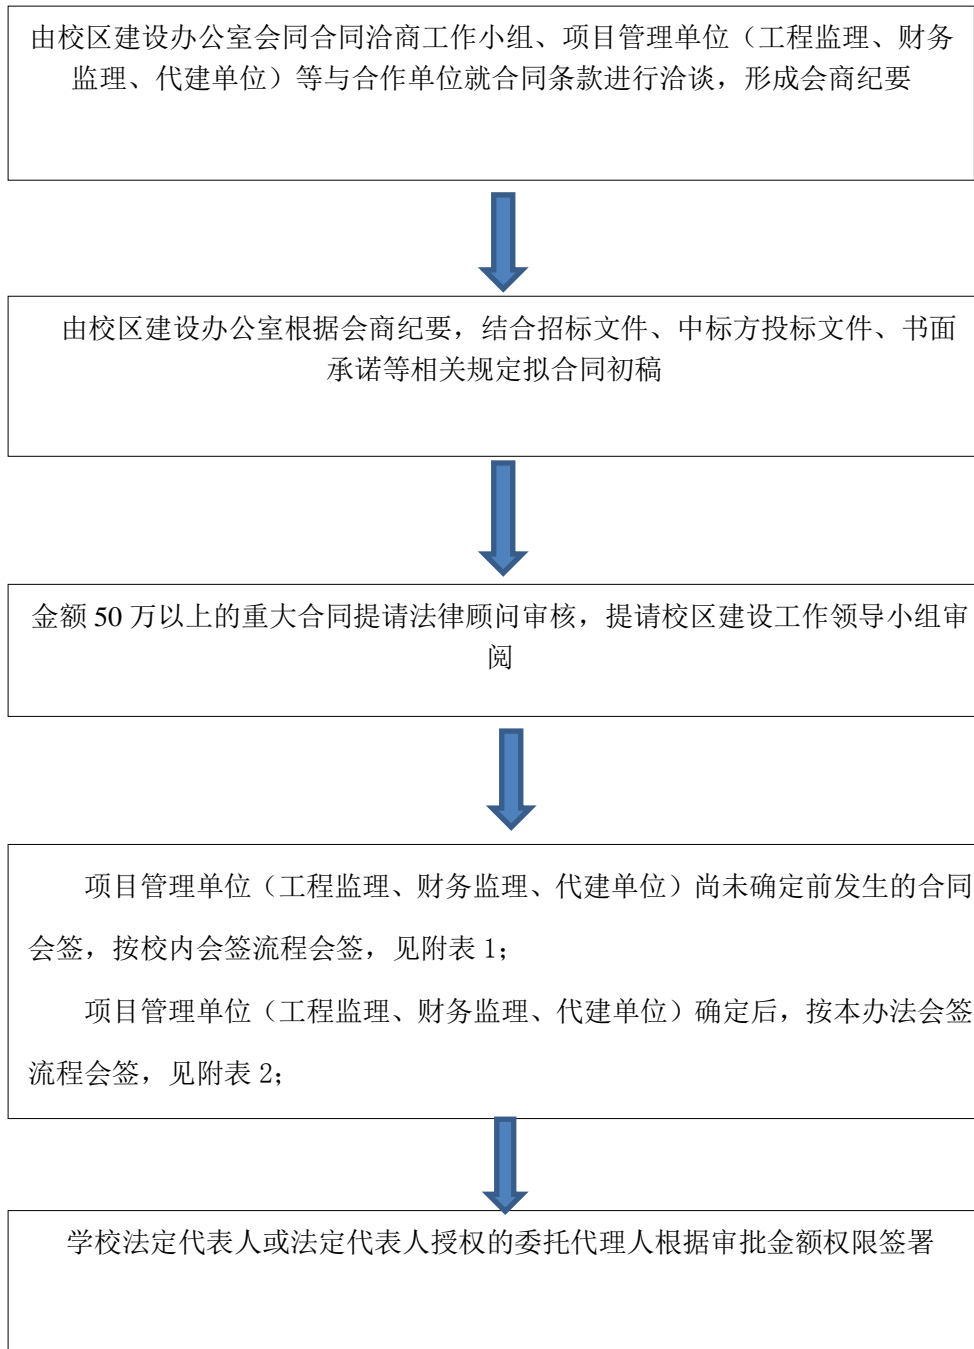 由校区建设办公室会同合同洽商工作小组、项目管理单位（工程监理、财务
监理、代建单位）等与合作单位就合同条款进行洽谈，形成会商纪要
由校区建设办公室根据会商纪要，结合招标文件、中标方投标文件、书面
承诺等相关规定拟合同初稿
金额 50 万以上的重大合同提请法律顾问审核，提请校区建设工作领导小组审
阅
项目管理单位（工程监理、财务监理、代建单位）尚未确定前发生的合同
会签，按校内会签流程会签，见附表 1；
项目管理单位（工程监理、财务监理、代建单位）确定后，按本办法会签
流程会签，见附表 2；
学校法定代表人或法定代表人授权的委托代理人根据审批金额权限签署